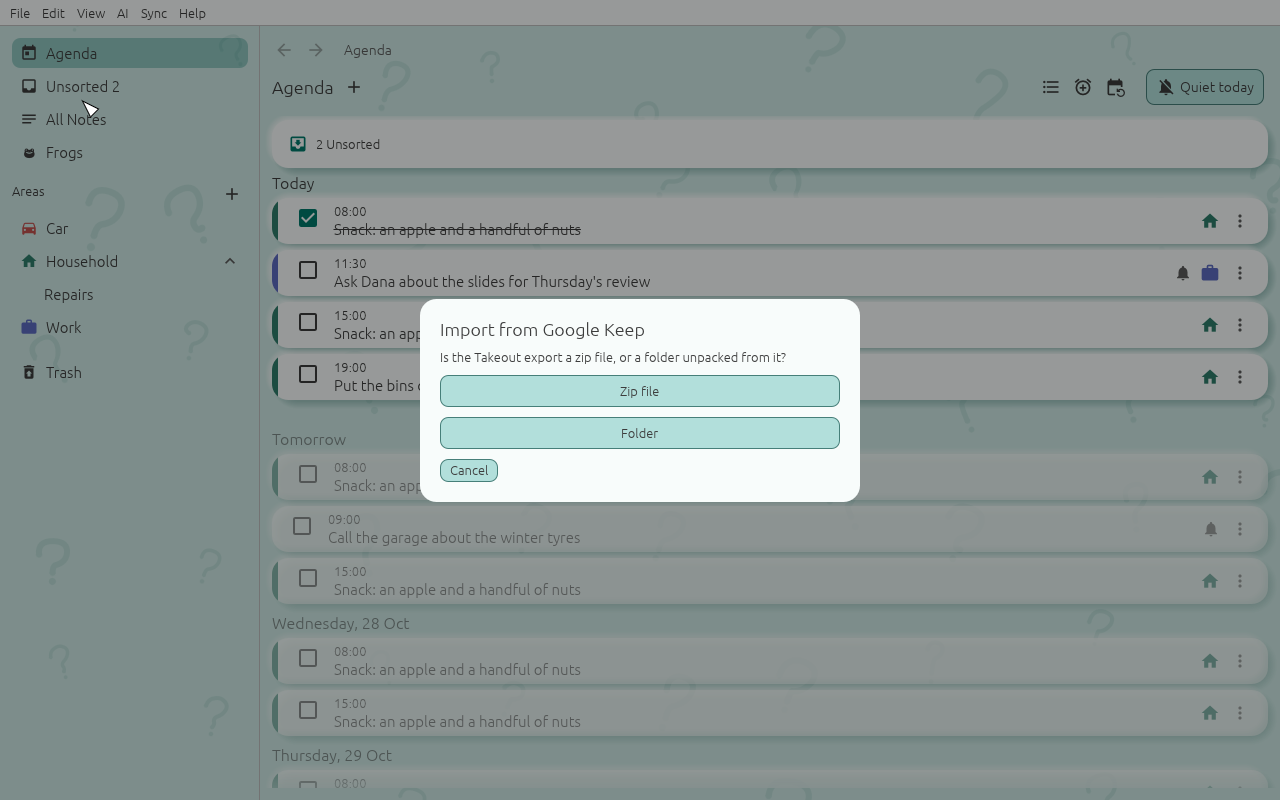 File Edit View AI Sync Help
Agenda
Unsorted 2
All Notes
Frogs
Areas
Car
Household
Repairs
Work
Trash
Agenda
Agenda
Quiet today
2 Unsorted
Today
08:00
Snack: an apple and a handful of nuts
11:30
Ask Dana about the slides for Thursday's review
15:00
Snack: an app
19:00
Put the bins
Import from Google Keep
Is the Takeout export a zip file, or a folder unpacked from it?
Zip file
Folder
Cancel
Tomorrow
08:00
Snack: an app
09:00
Call the garage about the winter tyres
15:00
Snack: an apple and a handful of nuts
Wednesday, 28 Oct
08:00
Snack: an apple and a handful of nuts
15:00
Snack: an apple and a handful of nuts
Thursday, 29 Oct
08:00